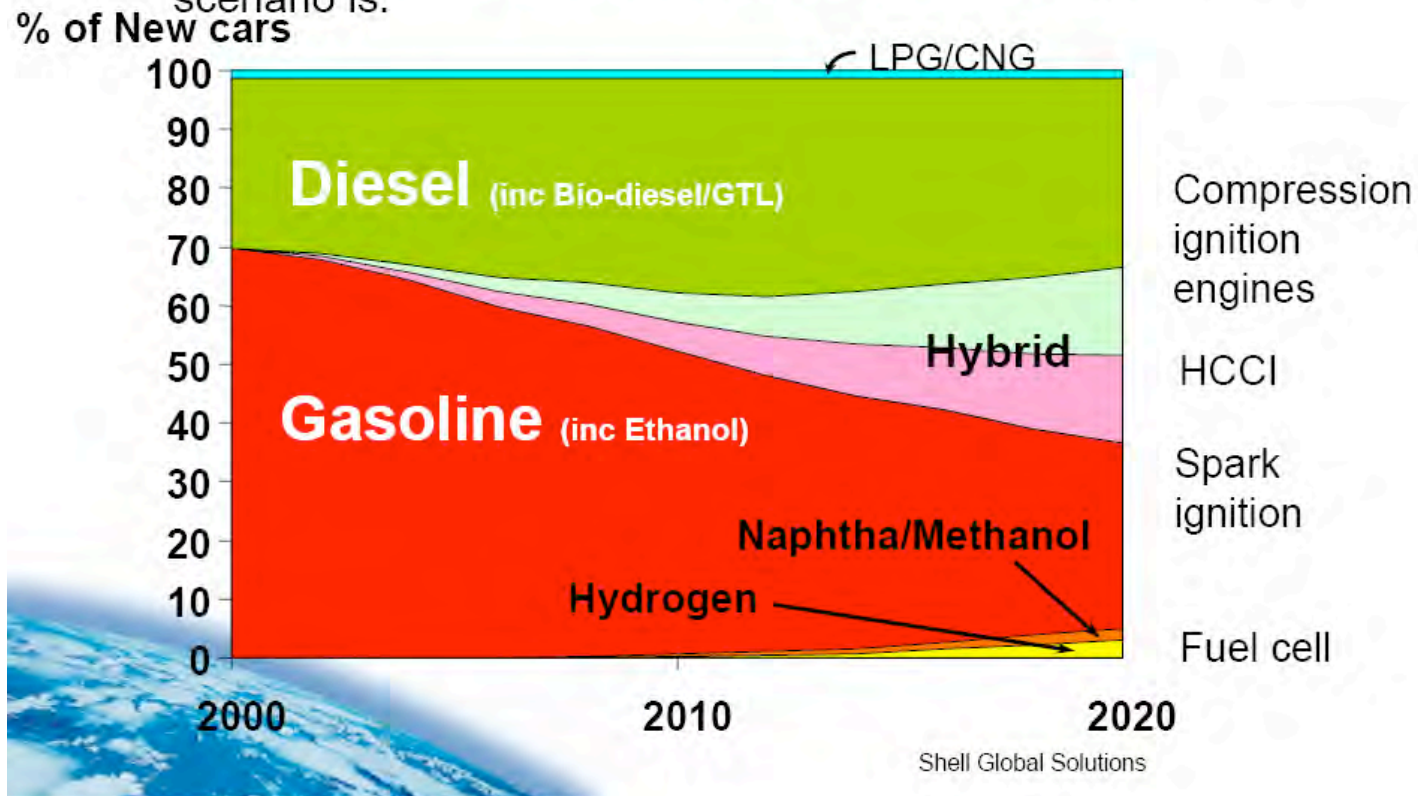 scenario is:
% of New cars
LPG/CNG
100
90
80
70
60
50
40
30
20
10
0
Diesel (inc Bio-diesel/GTL)
Hybrid
Gasoline (inc Ethanol)
Naphtha/Methanol
Hydrogen
Compression
ignition
engines
HCCI
Spark
ignition
Fuel cell
2000 2010 2020
Shell Global Solutions